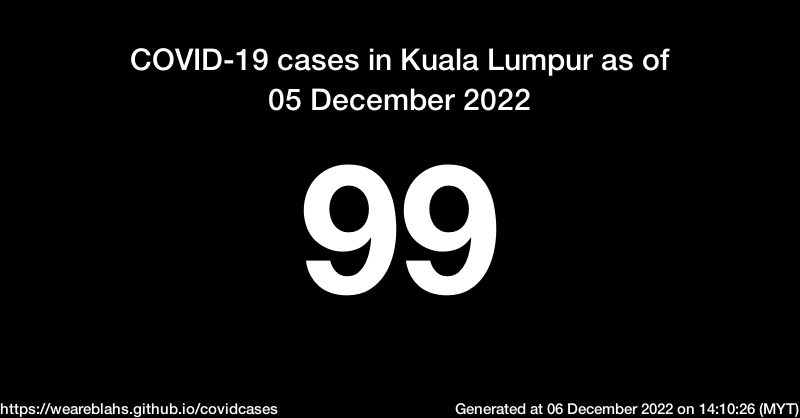 COVID-19 cases in Kuala Lumpur as of
05 December 2022
99
https://weareblahs.github.io/covidcases
Generated at 06 December 2022 on 14:10:26 (MYT)